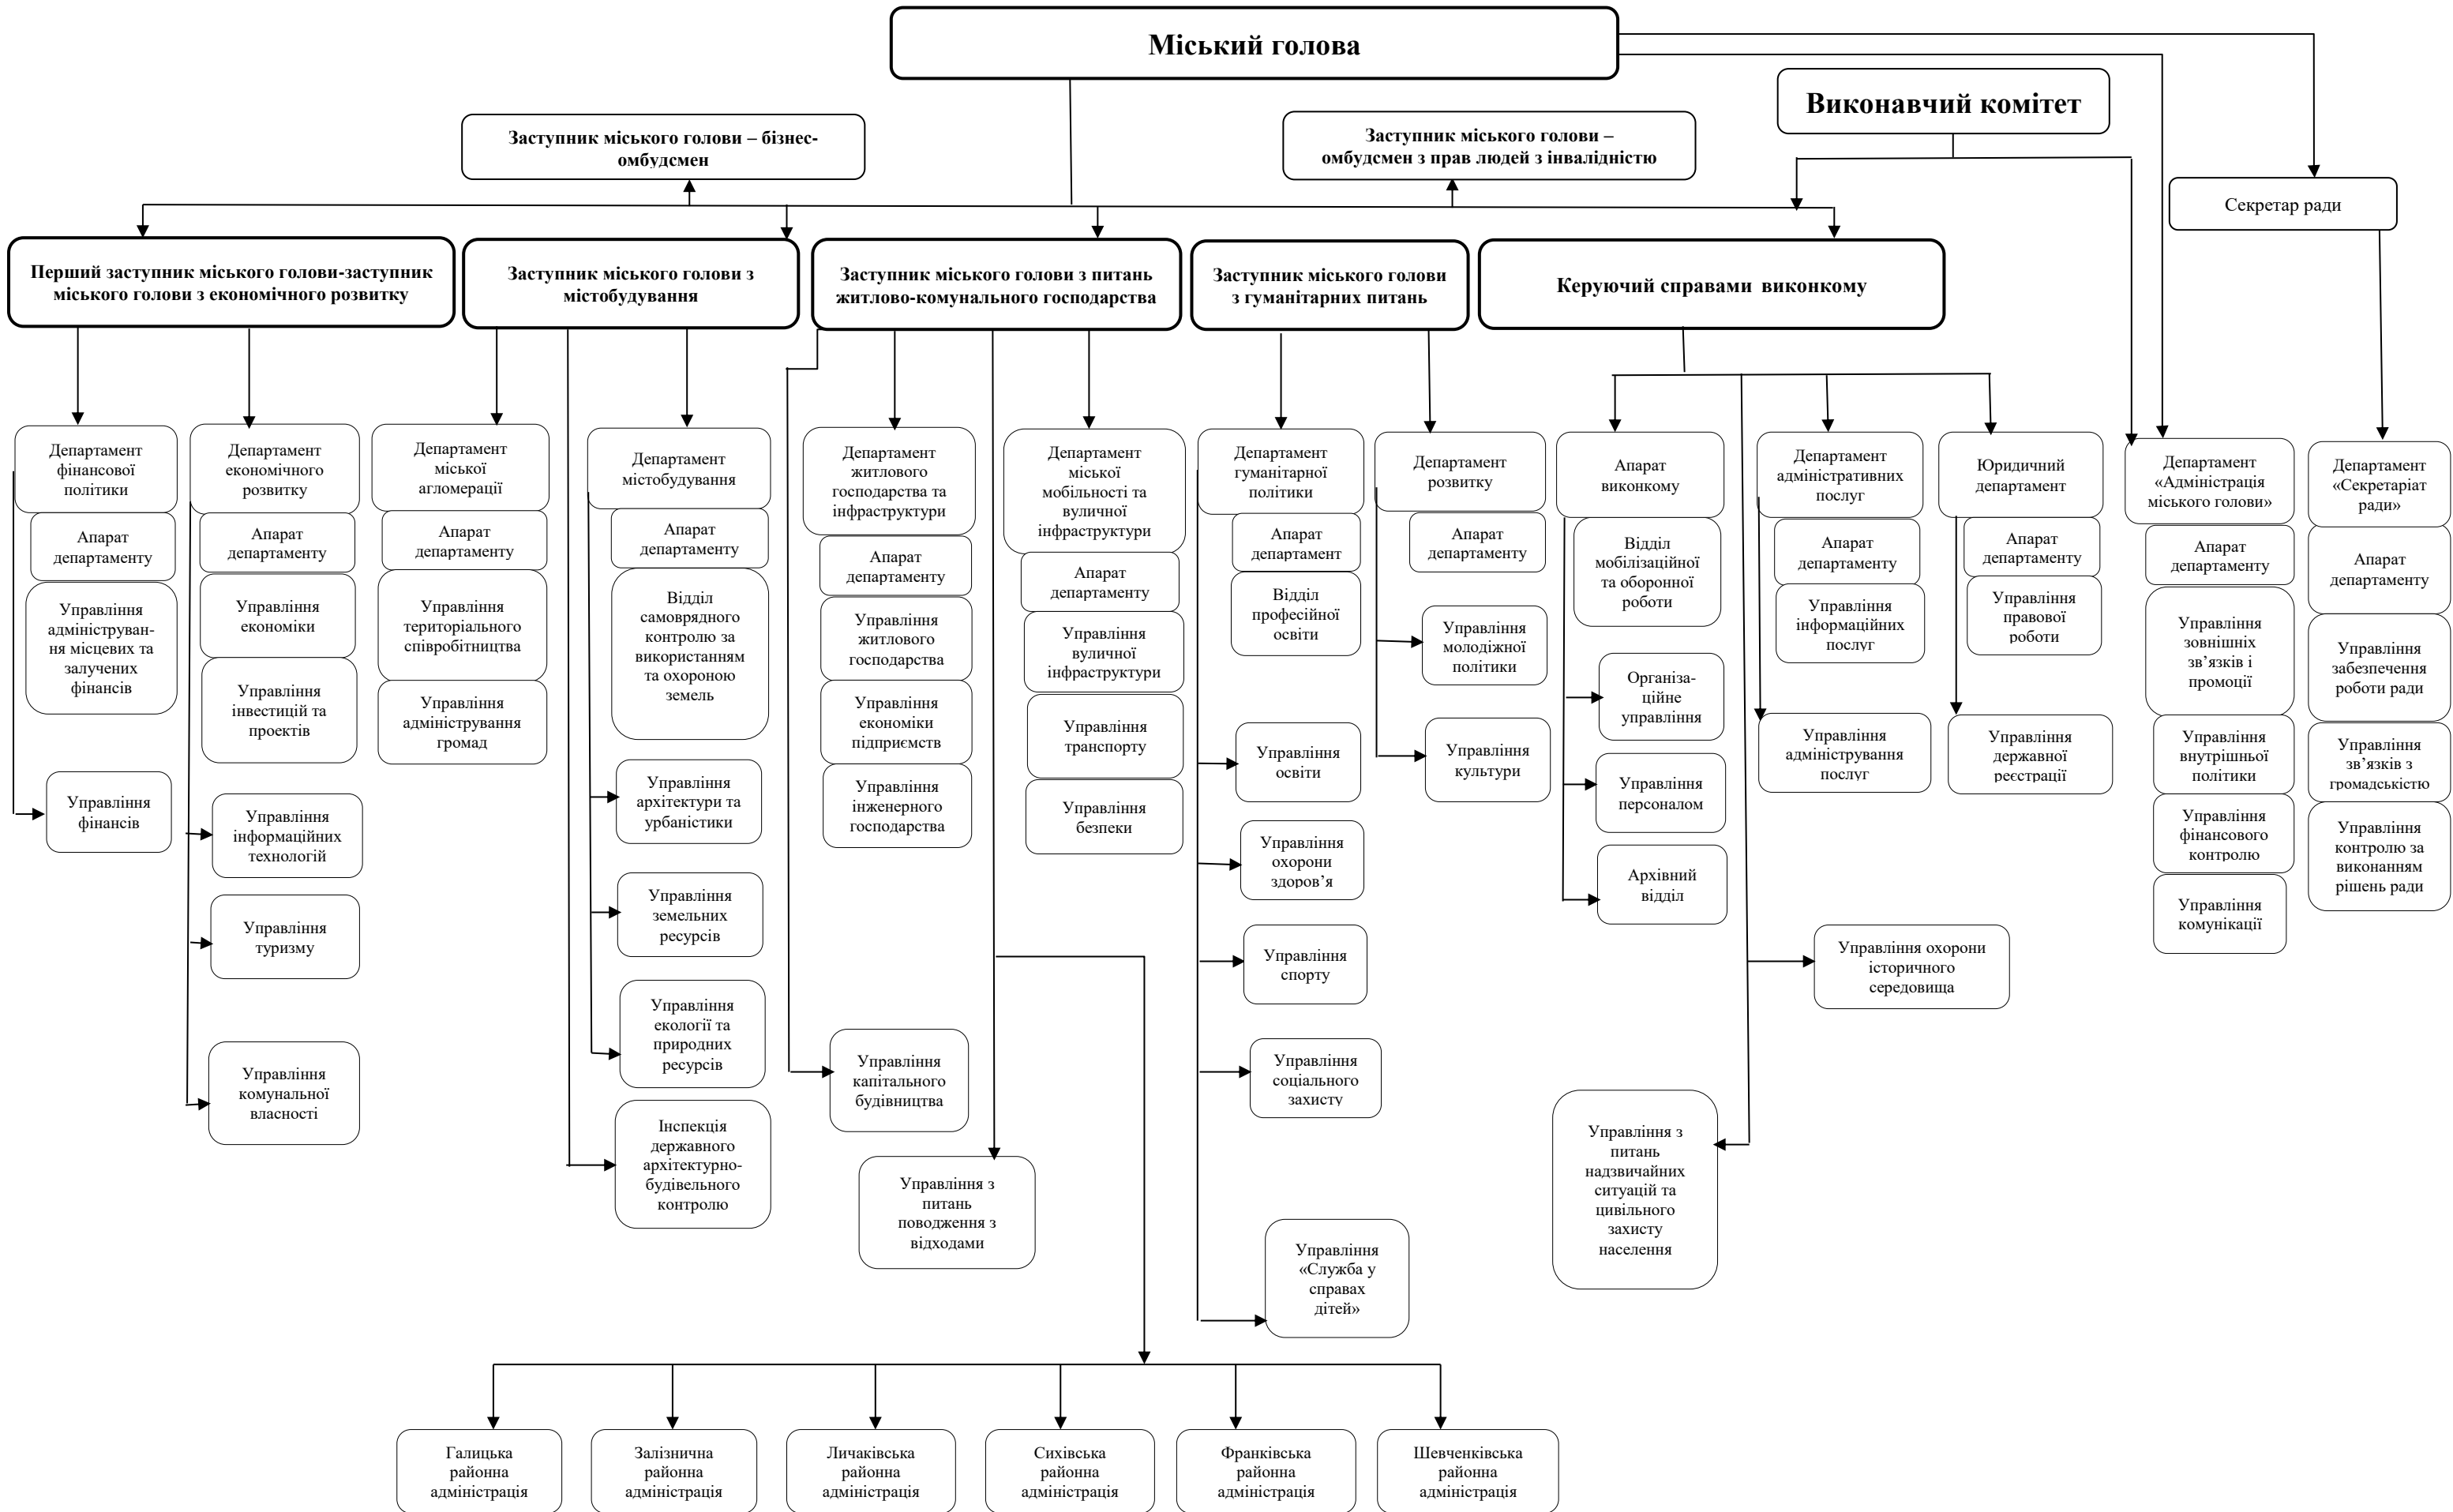 Міський голова
Виконавчий комітет
Заступник міського голови – бізнес-
омбудсмен
Заступник міського голови –
омбудсмен з прав людей з інвалідністю
Секретар ради
Перший заступник міського голови-заступник
міського голови з економічного розвитку
Заступник міського голови з
містобудування
Заступник міського голови з питань
житлово-комунального господарства
Заступник міського голови
з гуманітарних питань
Керуючий справами виконкому
Департамент
фінансової
політики
Апарат
департаменту
Управління
адмініструван-
ня місцевих та
залучених
фінансів
Управління
фінансів
Департамент
економічного
розвитку
Апарат
департаменту
Управління
економіки
Управління
інвестицій та
проектів
Управління
інформаційних
технологій
Управління
туризму
Управління
комунальної
власності
Департамент
міської
агломерації
Апарат
департаменту
Управління
територіального
співробітництва
Управління
адміністрування
громад
Департамент
містобудування
Апарат
департаменту
Відділ
самоврядного
контролю за
використанням
та охороною
земель
Управління
архітектури та
урбаністики
Управління
земельних
ресурсів
Управління
екології та
природних
ресурсів
Інспекція
державного
архітектурно-
будівельного
контролю
Департамент
житлового
господарства та
інфраструктури
Апарат
департаменту
Управління
житлового
господарства
Управління
економіки
підприємств
Управління
інженерного
господарства
Управління
капітального
будівництва
Управління з
питань
поводження з
відходами
Департамент
міської
мобільності та
вуличної
інфраструктури
Апарат
департаменту
Управління
вуличної
інфраструктури
Управління
транспорту
Управління
безпеки
Департамент
гуманітарної
політики
Апарат
департамент
Відділ
професійної
освіти
Управління
освіти
Управління
охорони
здоров’я
Управління
спорту
Управління
соціального
захисту
Управління
«Служба у
справах
дітей»
Департамент
розвитку
Апарат
департаменту
Управління
молодіжної
політики
Управління
культури
Апарат
виконкому
Відділ
мобілізаційної
та оборонної
роботи
Організа-
ційне
управління
Управління
персоналом
Архівний
відділ
Департамент
адміністративних
послуг
Апарат
департаменту
Управління
інформаційних
послуг
Управління
адміністрування
послуг
Юридичний
департамент
Апарат
департаменту
Управління
правової
роботи
Управління
державної
реєстрації
Управління охорони
історичного
середовища
Управління з
питань
надзвичайних
ситуацій та
цивільного
захисту
населення
Департамент
«Адміністрація
міського голови»
Апарат
департаменту
Управління
зовнішніх
зв’язків і
промоції
Управління
внутрішньої
політики
Управління
фінансового
контролю
Управління
комунікації
Департамент
«Секретаріат
ради»
Апарат
департаменту
Управління
забезпечення
роботи ради
Управління
зв’язків з
громадськістю
Управління
контролю за
виконанням
рішень ради
Галицька
районна
адміністрація
Залізнична
районна
адміністрація
Личаківська
районна
адміністрація
Сихівська
районна
адміністрація
Франківська
районна
адміністрація
Шевченківська
районна
адміністрація